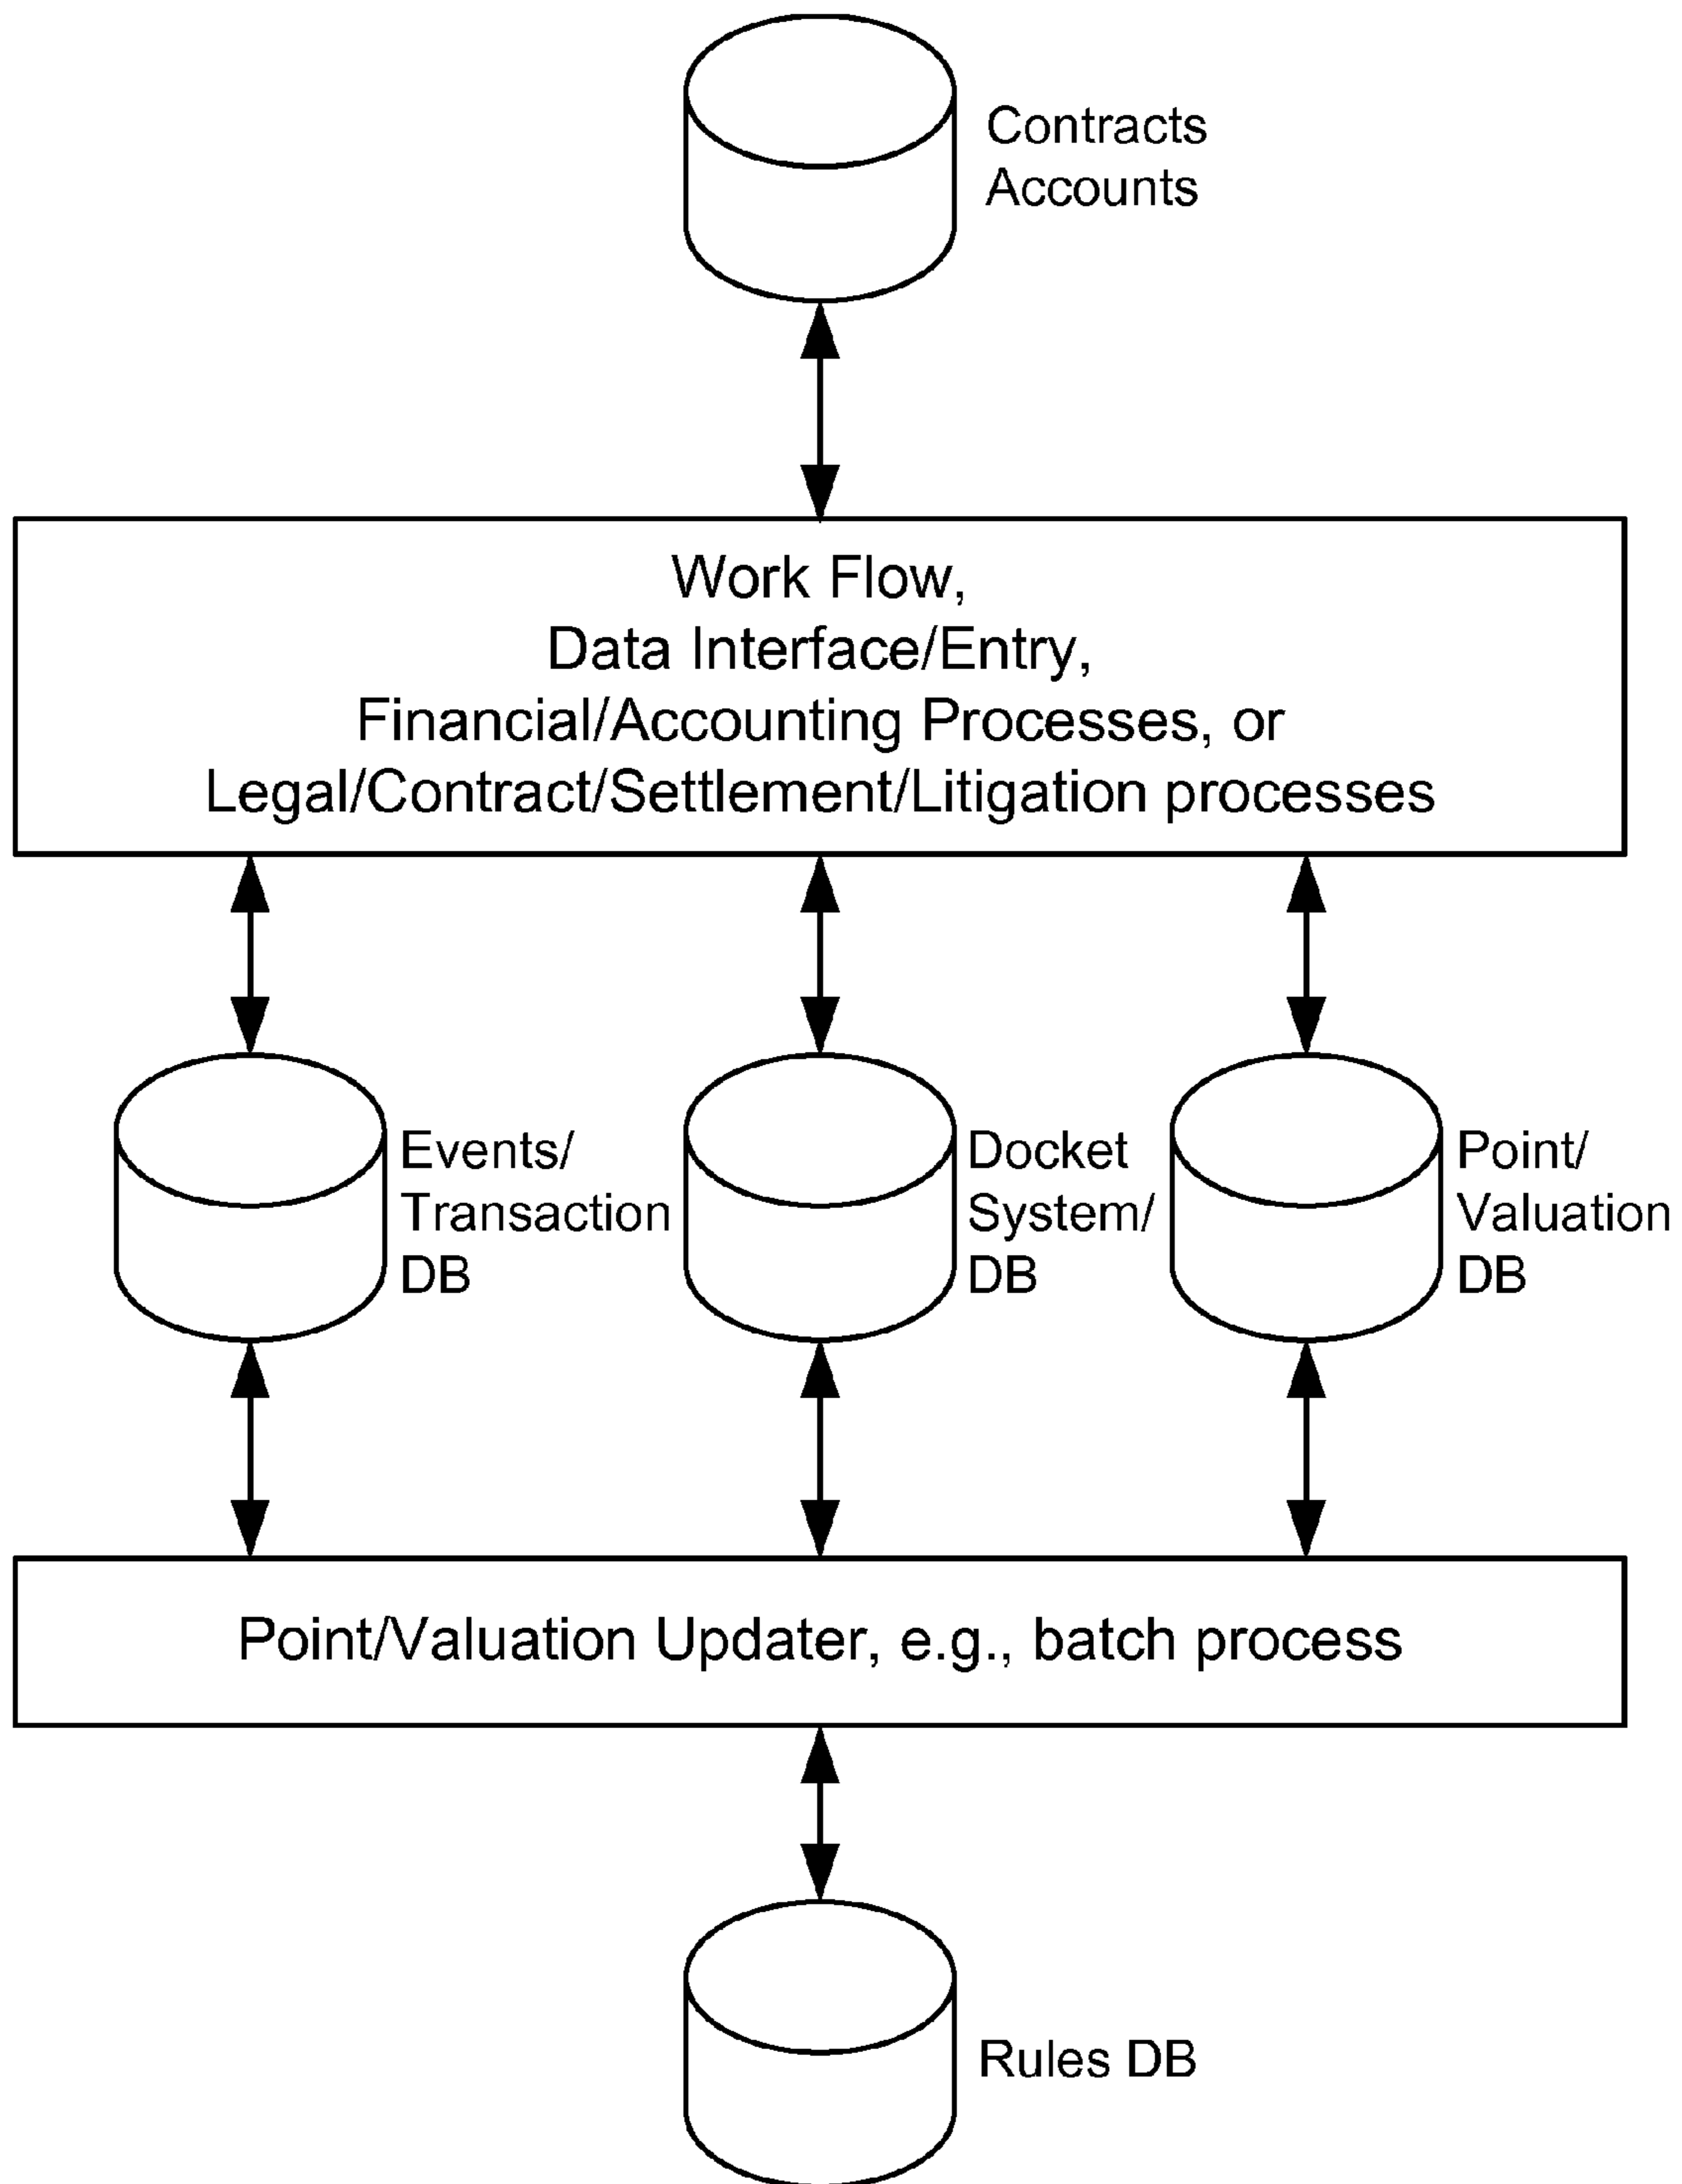 Contracts
Accounts
Work Flow,
Data Interface/Entry,
Financial/Accounting Processes, or
Legal/Contract/Settlement/Litigation processes
Events/
Transaction
DB
Docket
System/
DB
Point/
Valuation
DB
Point/Valuation Updater, e.g., batch process
Rules DB